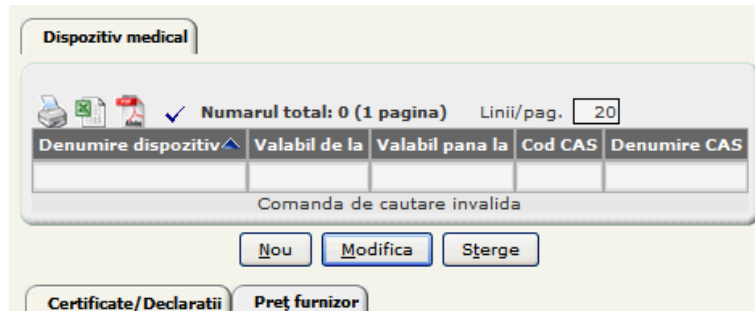 Dispozitiv medical
Numarul total: 0 (1 pagina) Linii/pag. 20
Denumire dispozitiv Valabil de la Valabil pana la Cod CAS Denumire CAS
Comanda de cautare invalida
Nou Modifica Sterge
Certificate/Declaratii Preţ furnizor